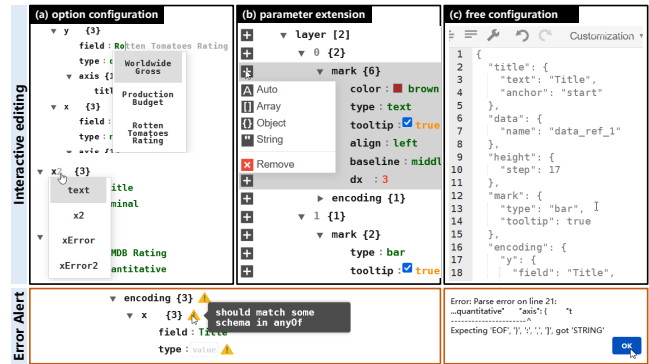 (a) option configuration
y {3}
field : Rotten Tomatoes Rating
Worldwide
Gross
Production
Budget
Rotten
Tomatoes
Rating
type :
axis
title
x {3}
field :
type :
axis
x2 {3}
text
x2
xError
xError2
(b) parameter extension
layer [2]
0 {2}
mark {6}
color : brown
type : text
tooltip : true
align : left
baseline : middl
dx : 3
encoding {1}
1 {1}
mark {2}
type : bar
tooltip : true
Auto
Array
Object
String
Remove
(c) free configuration
Customization
1 {
2 "title": {
3 "text": "Title",
4 "anchor": "start"
5 },
6 "data": {
7 "name": "data_ref_1"
8 },
9 "height": {
10 "step": 17
11 },
12 "mark": {
13 "type": "bar",
14 "tooltip": true
15 },
16 "encoding": {
17 "y": {
18 "field": "Title",
Interactive editing
Error Alert
encoding {3}
x {3}
should match some
schema in anyOf
field : Title
type : value
Error: Parse error on line 21:
...quantitative" "axis": { "t
----------------------^
Expecting 'EOF', '}', ':', ',', ']', got 'STRING'
OK